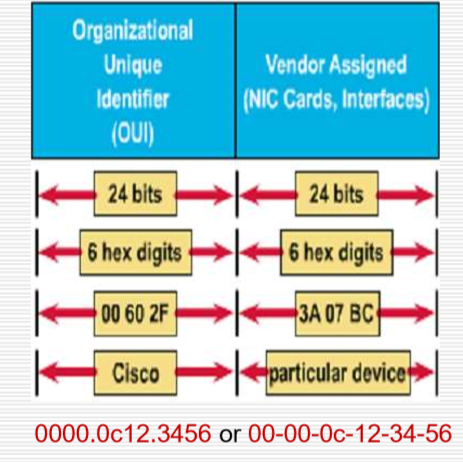 Organizational
Unique
Identifier
(OUI)
Vendor Assigned
(NIC Cards, Interfaces)
24 bits 24 bits
6 hex digits 6 hex digits
00 60 2F 3A 07 BC
Cisco particular device
0000.0c12.3456 or 00-00-0c-12-34-56